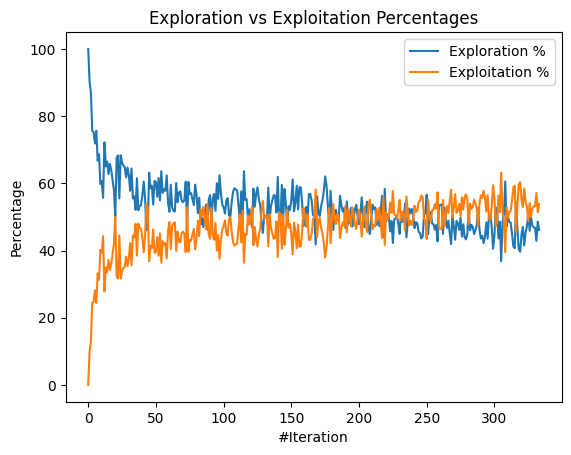 Exploration vs Exploitation Percentages
Exploration %
Exploitation %
Percentage
100
80
60
40
20
0
0
50
100
150
200
250
300
#Iteration